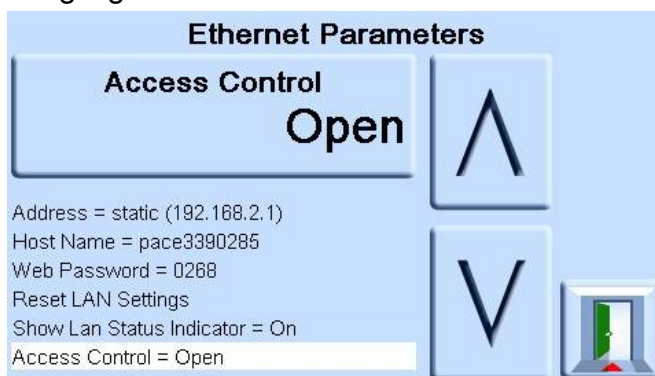 Ethernet Parameters
Access Control
Open
Address = static (192.168.2.1)
Host Name = pace3390285
Web Password = 0268
Reset LAN Settings
Show Lan Status Indicator = On
Access Control = Open